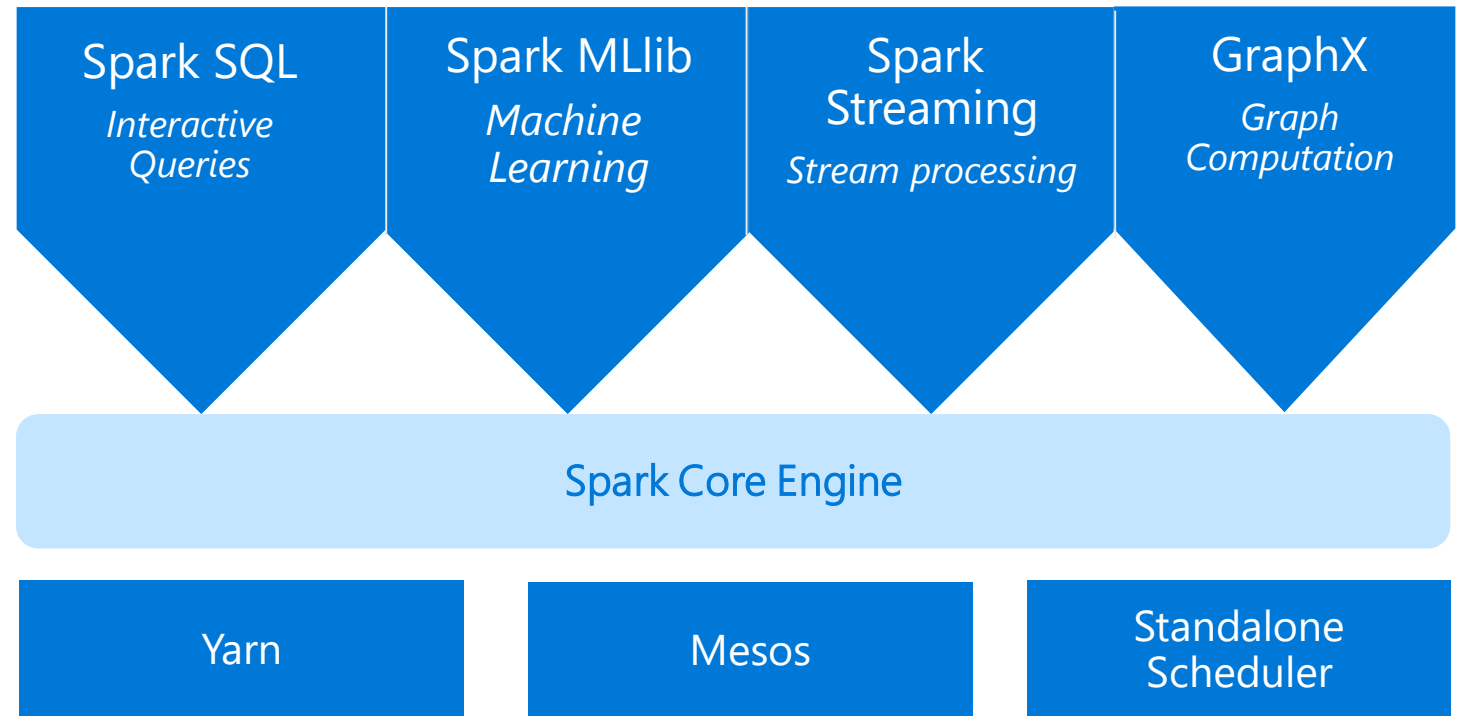 Spark SQL
Interactive
Queries
Spark MLlib
Machine
Learning
Spark
Streaming
Stream processing
GraphX
Graph
Computation
Spark Core Engine
Yarn
Mesos
Standalone
Scheduler